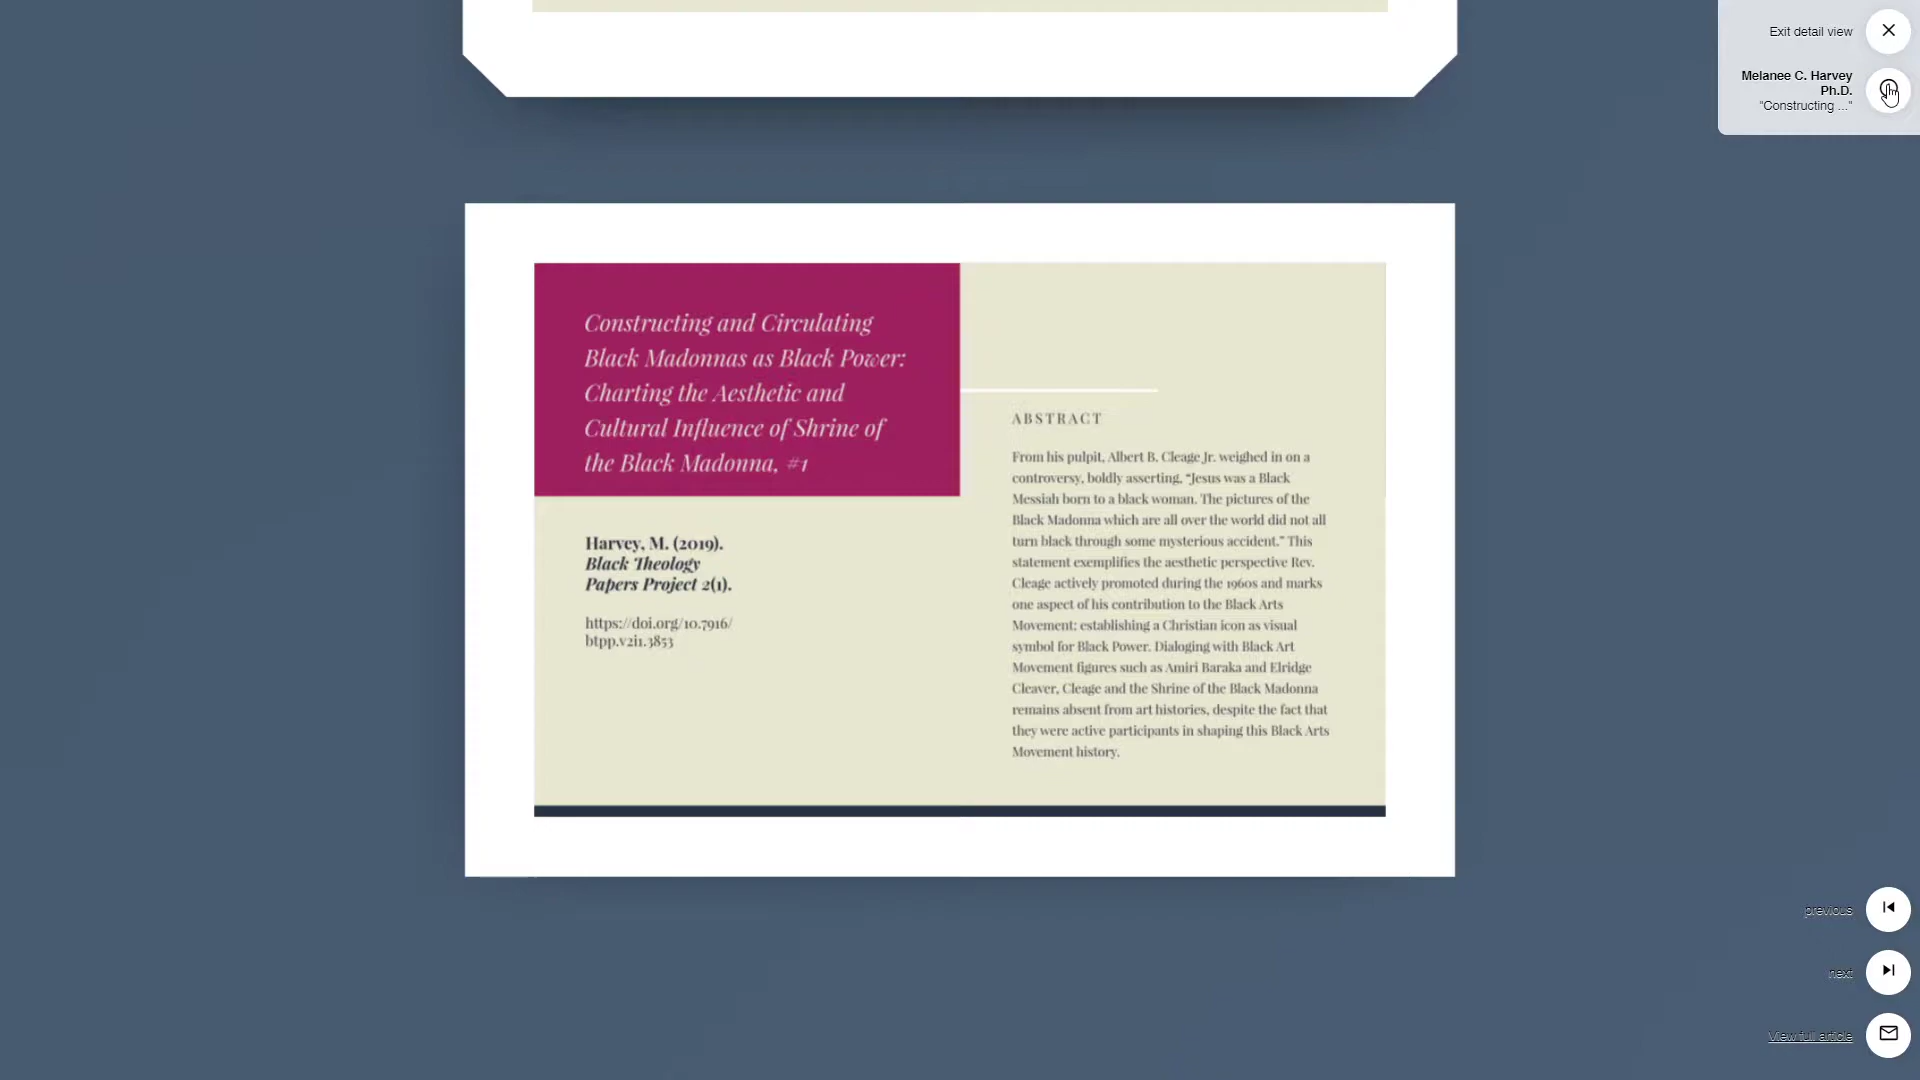 Exit detail view
Melanee C. Harvey
Ph.D.
"Constructing ..."
Constructing and Circulating
Black Madonnas as Black Power:
Charting the Aesthetic and
Cultural Influence of Shrine of
the Black Madonna, #1
Harvey, M. (2019).
Black Theology
Papers Project 2(1).
https://doi.org/10.7916/
btpp.v2i1.3853
ABSTRACT
From his pulpit, Albert B. Cleage Jr. weighed in on a
controversy, boldly asserting, “Jesus was a Black
Messiah born to a black woman. The pictures of the
Black Madonna which are all over the world did not all
turn black through some mysterious accident.” This
statement exemplifies the aesthetic perspective Rev.
Cleage actively promoted during the 1960s and marks
one aspect of his contribution to the Black Arts
Movement: establishing a Christian icon as visual
symbol for Black Power. Dialoging with Black Art
Movement figures such as Amiri Baraka and Elridge
Cleaver, Cleage and the Shrine of the Black Madonna
remains absent from art histories, despite the fact that
they were active participants in shaping this Black Arts
Movement history.
previous
next
View full article